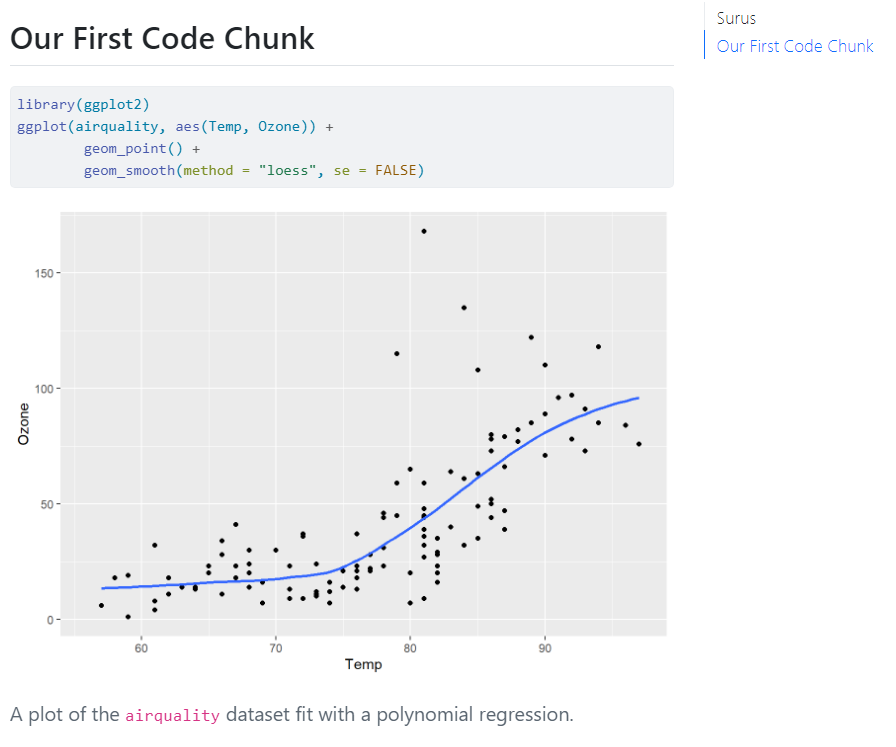 Our First Code Chunk
Surus
Our First Code Chunk
library(ggplot2)
ggplot(airquality, aes(Temp, Ozone)) +
        geom_point() +
        geom_smooth(method = "loess", se = FALSE)
150
100
50
0
Ozone
60 70 80 90
Temp
A plot of the airquality dataset fit with a polynomial regression.